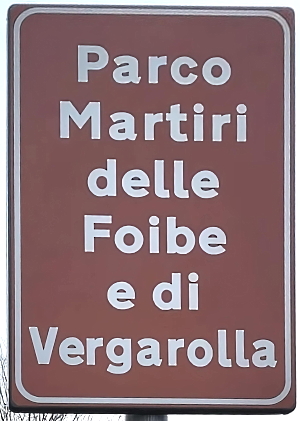 Parco
Martiri
delle
Foibe
e di
Vergarolla